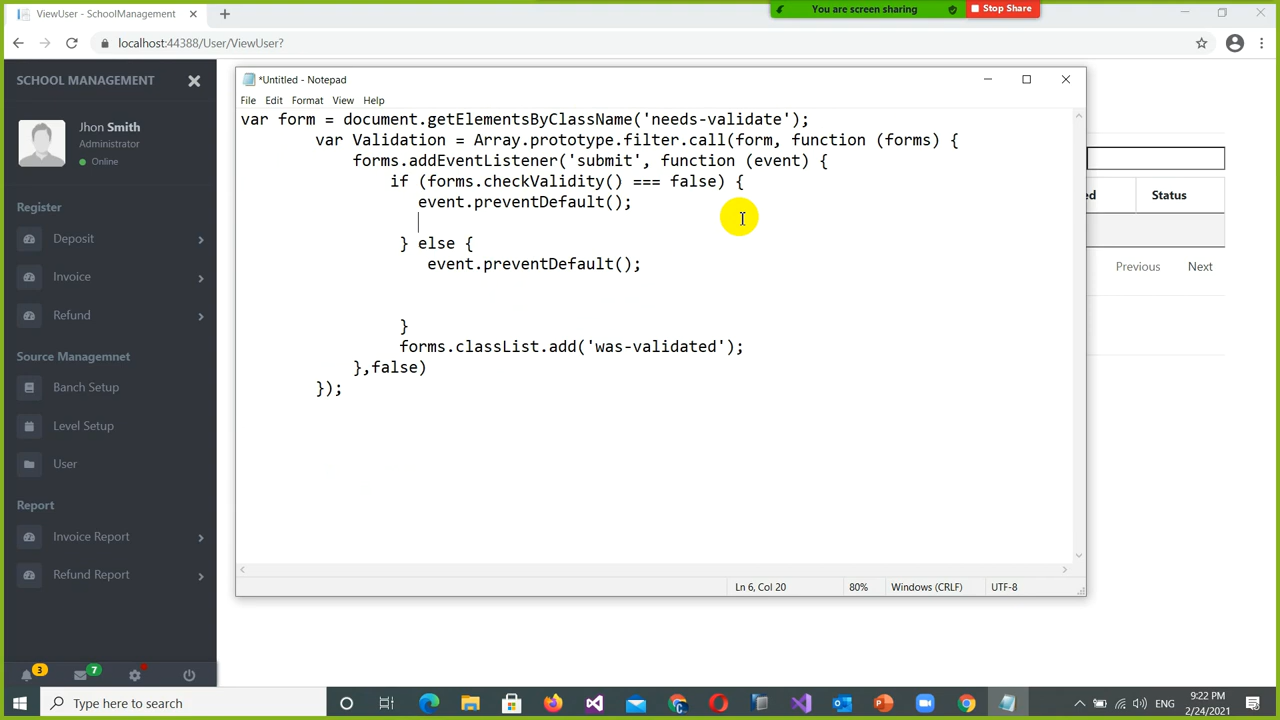 ViewUser - SchoolManagement
You are screen sharing
Stop Share
localhost:44388/User/ViewUser?
SCHOOL MANAGEMENT
Jhon Smith
Administrator
Online
Register
Deposit
Invoice
Refund
Source Managemnet
Banch Setup
Level Setup
User
Report
Invoice Report
Refund Report
3
7
*Untitled - Notepad
File Edit Format View Help
var form = document.getElementsByClassName('needs-validate');
var Validation = Array.prototype.filter.call(form, function (forms) {
forms.addEventListener('submit', function (event) {
if (forms.checkValidity() === false) {
event.preventDefault();
} else {
event.preventDefault();
}
forms.classList.add('was-validated');
},false)
});
Ln 6, Col 20 80% Windows (CRLF) UTF-8
ed Status
Previous Next
Type here to search
ENG
9:22 PM
2/24/2021